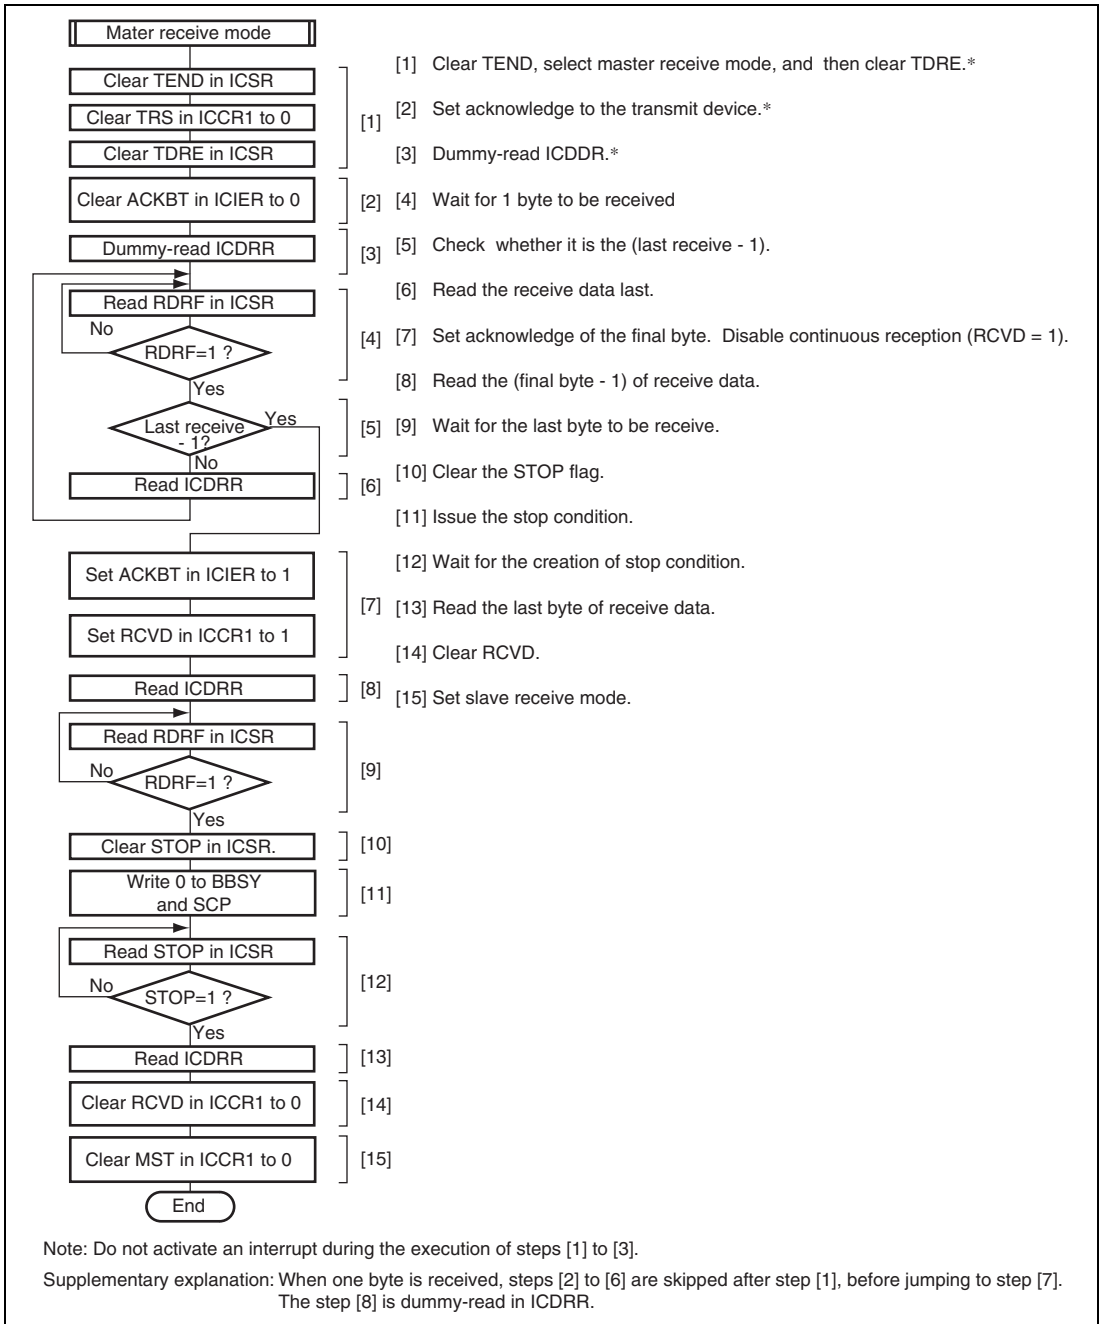 Mater receive mode
Clear TEND in ICSR
Clear TRS in ICCR1 to 0
Clear TDRE in ICSR
[1]
Clear ACKBT in ICIER to 0
[2]
Dummy-read ICDRR
[3]
Read RDRF in ICSR
No
RDRF=1 ?
[4]
Yes
Last receive
- 1?
Yes
[5]
No
Read ICDRR
[6]
Set ACKBT in ICIER to 1
Set RCVD in ICCR1 to 1
[7]
Read ICDRR
[8]
Read RDRF in ICSR
No
RDRF=1 ?
[9]
Yes
Clear STOP in ICSR.
[10]
Write 0 to BBSY
and SCP
[11]
Read STOP in ICSR
No
STOP=1 ?
[12]
Yes
Read ICDRR
[13]
Clear RCVD in ICCR1 to 0
[14]
Clear MST in ICCR1 to 0
[15]
End
[1] Clear TEND, select master receive mode, and then clear TDRE.*
[2] Set acknowledge to the transmit device.*
[3] Dummy-read ICDDR.*
[4] Wait for 1 byte to be received
[5] Check whether it is the (last receive - 1).
[6] Read the receive data last.
[7] Set acknowledge of the final byte. Disable continuous reception (RCVD = 1).
[8] Read the (final byte - 1) of receive data.
[9] Wait for the last byte to be receive.
[10] Clear the STOP flag.
[11] Issue the stop condition.
[12] Wait for the creation of stop condition.
[13] Read the last byte of receive data.
[14] Clear RCVD.
[15] Set slave receive mode.
Note: Do not activate an interrupt during the execution of steps [1] to [3].
Supplementary explanation: When one byte is received, steps [2] to [6] are skipped after step [1], before jumping to step [7].
The step [8] is dummy-read in ICDRR.